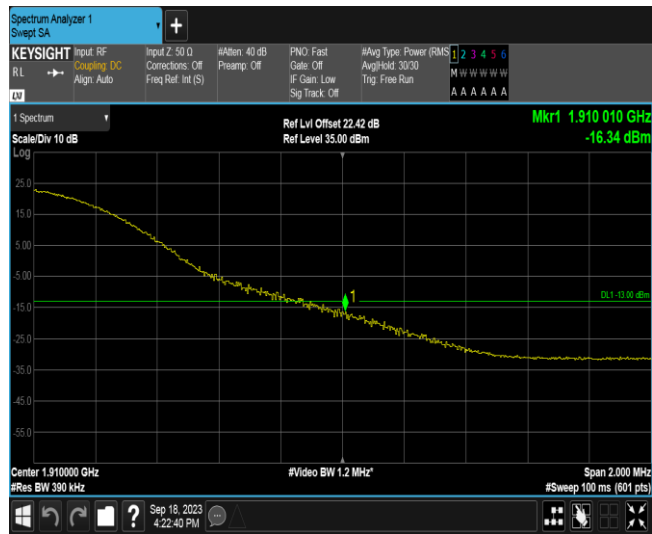 Spectrum Analyzer 1
Swept SA
+
KEYSIGHT
RL
LXI
Input: RF
Coupling: DC
Align: Auto
Input Z: 50 Ω
Corrections: Off
Freq Ref: Int (S)
#Atten: 40 dB
Preamp: Off
PNO: Fast
Gate: Off
IF Gain: Low
Sig Track: Off
#Avg Type: Power (RMS
Avg|Hold: 30/30
Trig: Free Run
1 2 3 4 5 6
M W W W W W
A A A A A A
1 Spectrum
Scale/Div 10 dB
Ref Lvl Offset 22.42 dB
Ref Level 35.00 dBm
Mkr1 1.910 010 GHz
-16.34 dBm
Log
25.0
15.0
5.00
-5.00
-15.0
-25.0
-35.0
-45.0
-55.0
1
DL1 -13.00 dBm
Center 1.910000 GHz
#Res BW 390 kHz
#Video BW 1.2 MHz*
Span 2.000 MHz
#Sweep 100 ms (601 pts)
?
Sep 18, 2023
4:22:40 PM